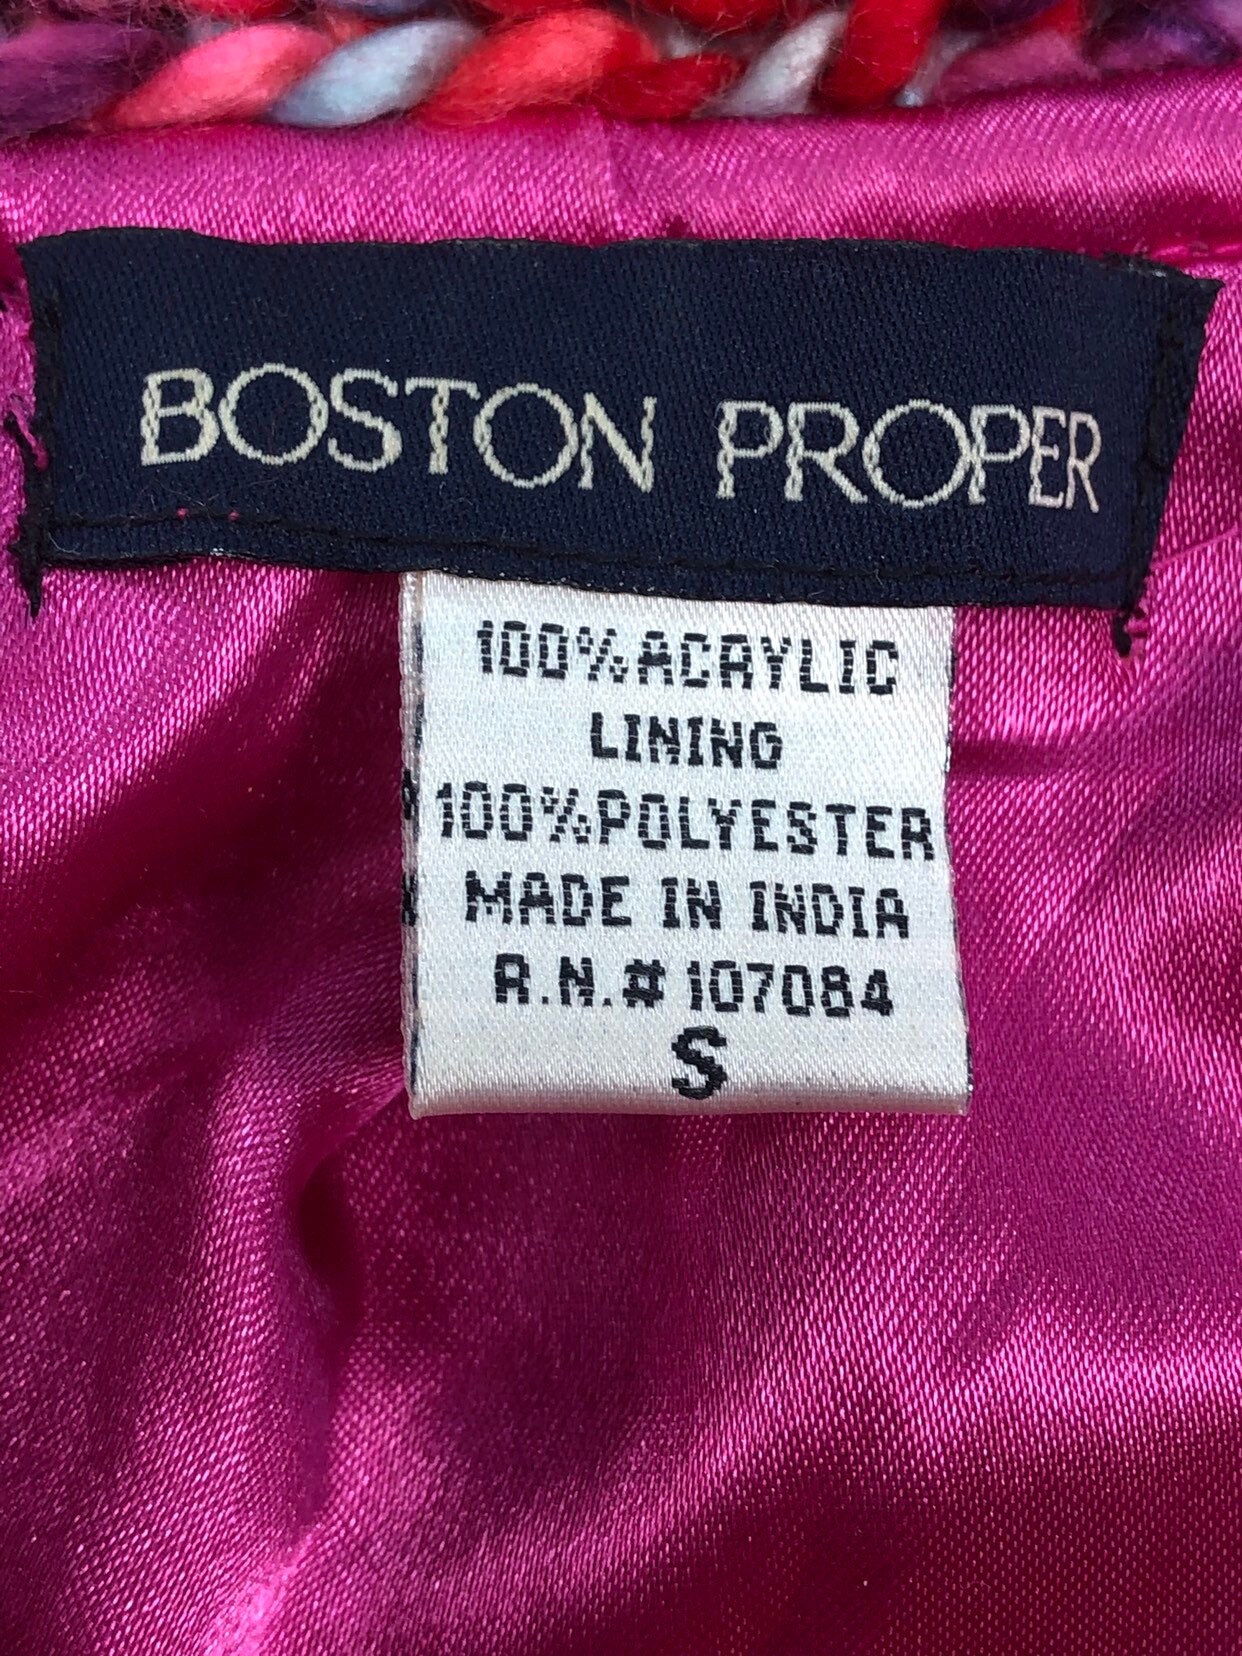 BOSTON PROPER
100% ACRYLIC
LINING
100% POLYESTER
MADE IN INDIA
R.N.# 107084
S